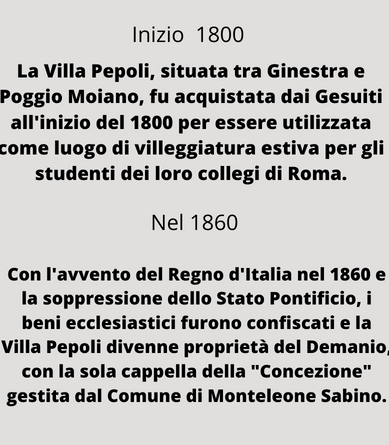 Inizio 1800
La Villa Pepoli, situata tra Ginestra e
Poggio Moiano, fu acquistata dai Gesuiti
all'inizio del 1800 per essere utilizzata
come luogo di villeggiatura estiva per gli
studenti dei loro collegi di Roma.
Nel 1860
Con l'avvento del Regno d'Italia nel 1860 e
la soppressione dello Stato Pontificio, i
beni ecclesiastici furono confiscati e la
Villa Pepoli divenne proprietà del Demanio,
con la sola cappella della "Concezione"
gestita dal Comune di Monteleone Sabino.